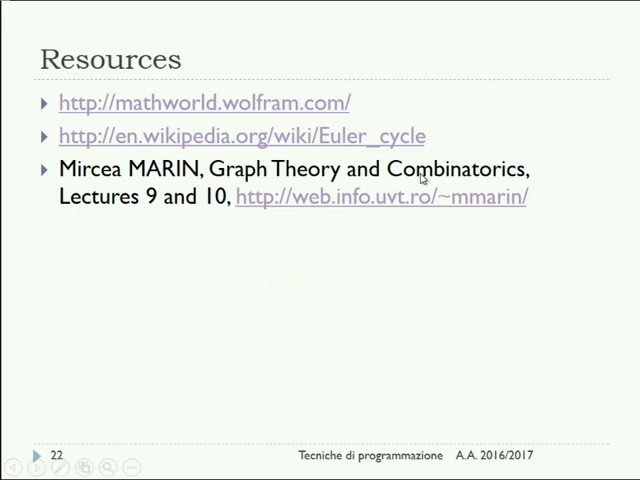 Resources
http://mathworld.wolfram.com/
http://en.wikipedia.org/wiki/Euler_cycle
Mircea MARIN, Graph Theory and Combinatorics,
Lectures 9 and 10, http://web.info.uvt.ro/~mmarin/
22 Tecniche di programmazione A.A. 2016/2017